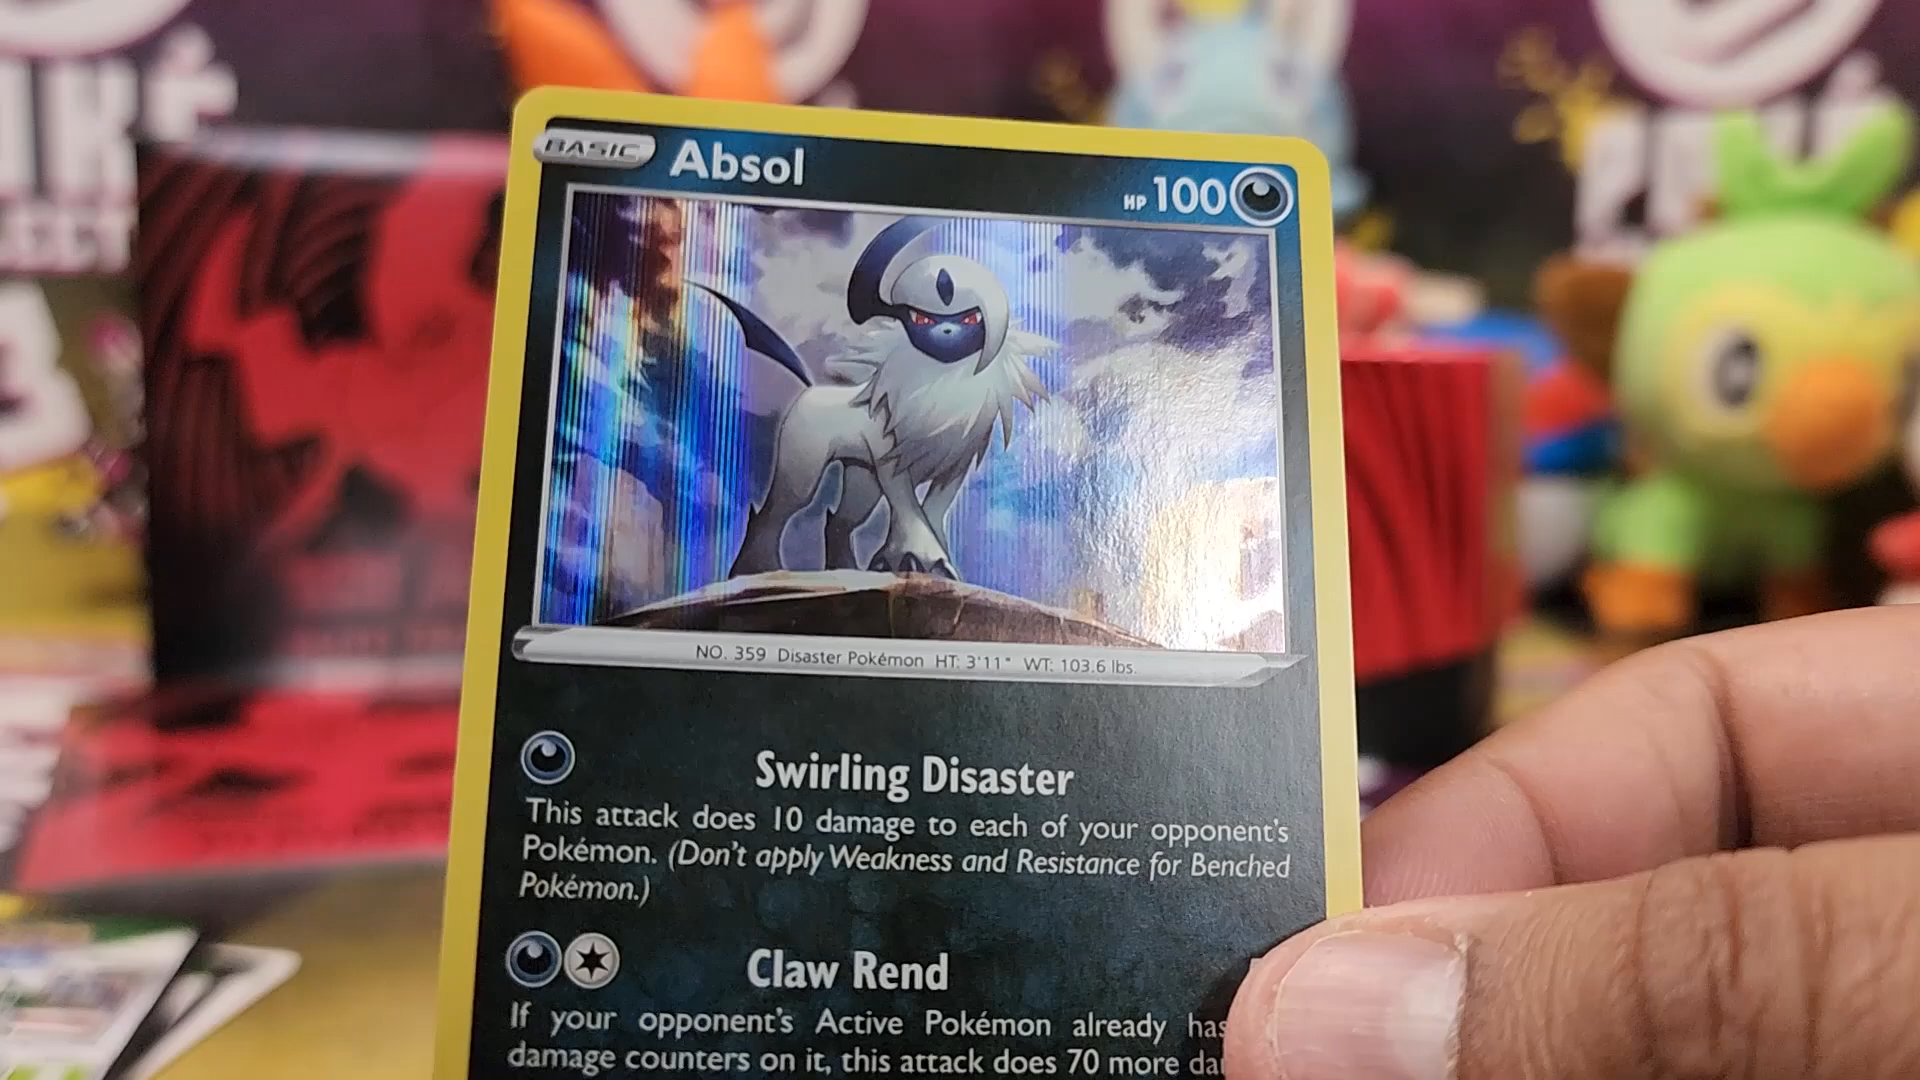 BASIC Absol HP 100
NO. 359 Disaster Pokémon HT: 3'11" WT: 103.6 lbs.
Swirling Disaster
This attack does 10 damage to each of your opponent's
Pokémon. (Don't apply Weakness and Resistance for Benched
Pokémon.)
Claw Rend
If your opponent's Active Pokémon already has
damage counters on it, this attack does 70 more